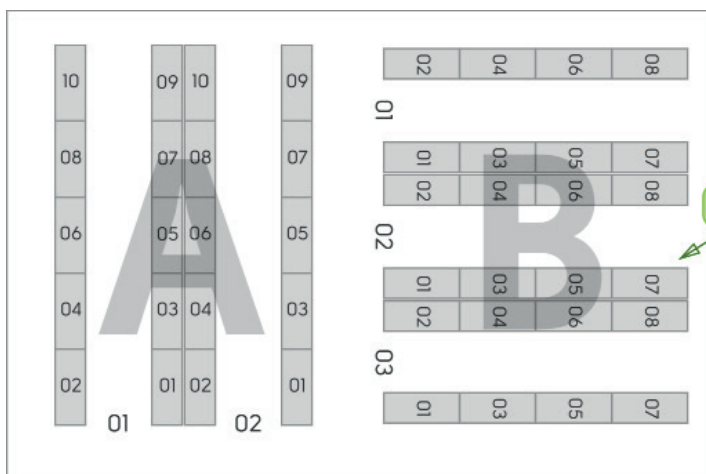 10 09 10 09
08 07 08 07
06 05 06 05
04 03 04 03
02 01 02 01
01 02
A
02 04 06 08
01
01 03 05 07
02 04 06 08
02
01 03 05 07
02 04 06 08
03
01 03 05 07
B